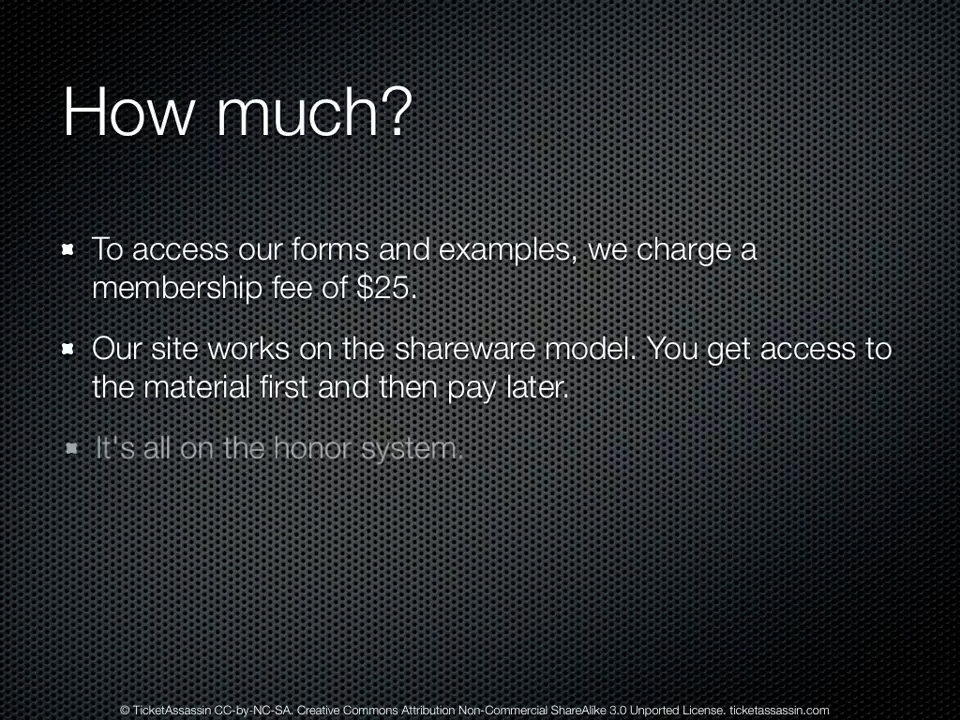 How much?
To access our forms and examples, we charge a
membership fee of $25.
Our site works on the shareware model. You get access to
the material first and then pay later.
It's all on the honor system.
© TicketAssassin CC-by-NC-SA. Creative Commons Attribution Non-Commercial ShareAlike 3.0 Unported License. ticketassassin.com